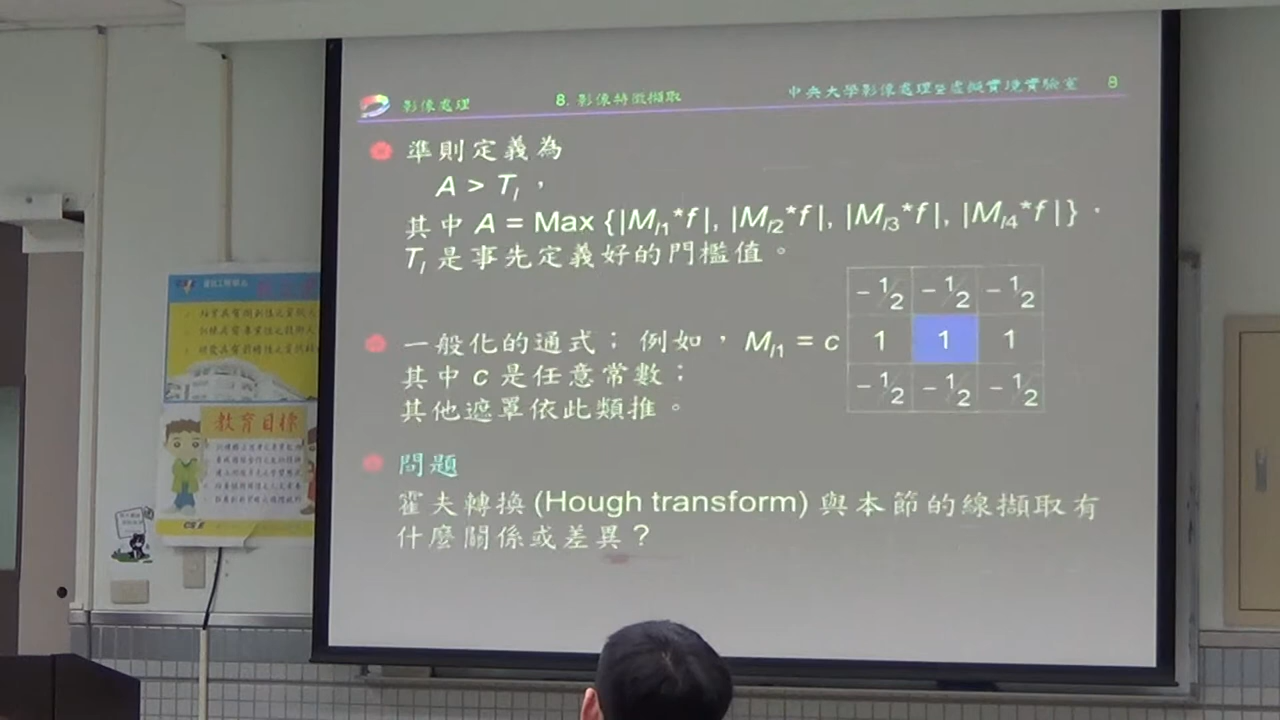 影像處理 8. 影像特徵擷取 中央大學影像處理暨虛擬實境實驗室 8
準則定義為
A > Tl ,
其中 A = Max {|Ml1*f|, |Ml2*f|, |Ml3*f|, |Ml4*f|} ,
Tl 是事先定義好的門檻值。
一般化的通式; 例如, Ml1 = c
-1/2 -1/2 -1/2
1 1 1
-1/2 -1/2 -1/2
其中 c 是任意常數;
其他遮罩依此類推。
問題
霍夫轉換 (Hough transform) 與本節的線擷取有
什麼關係或差異?
教育目標